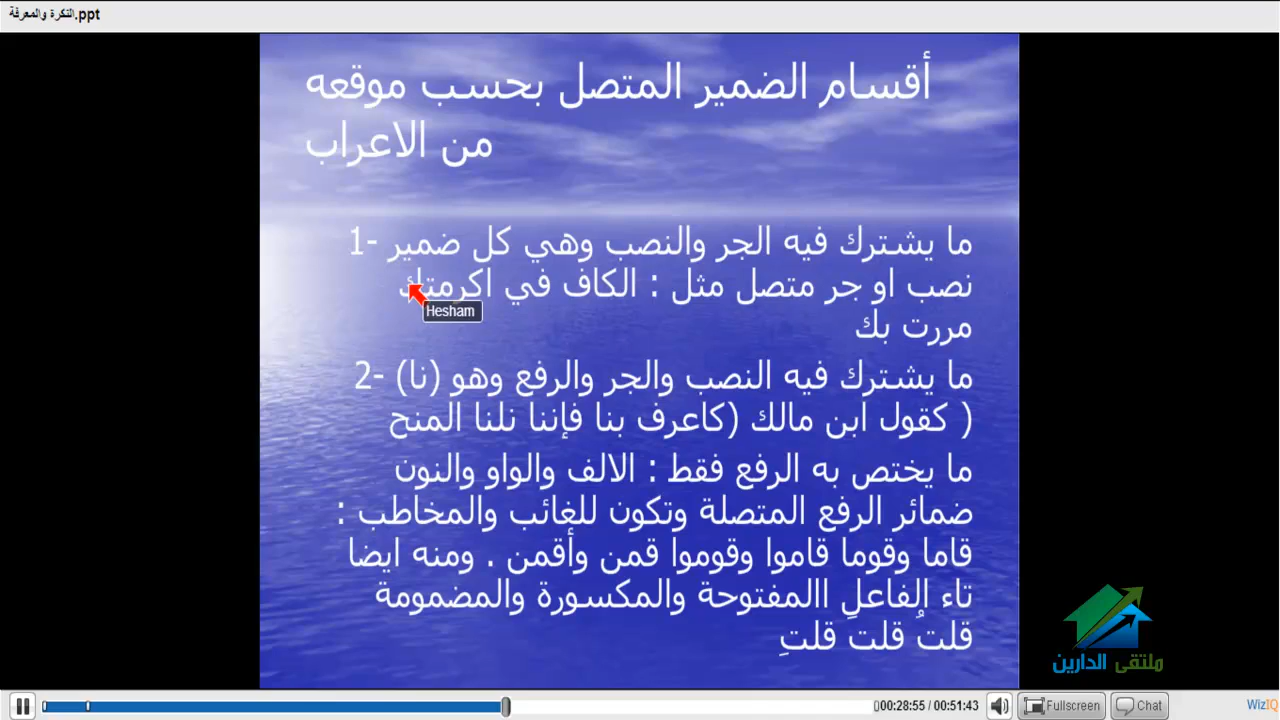 النكرة والمعرفة.ppt
أقسام الضمير المتصل بحسب موقعه
من الاعراب
1- ما يشترك فيه الجر والنصب وهي كل ضمير
نصب او جر متصل مثل : الكاف في اكرمتك
Hesham
مررت بك
2- ما يشترك فيه النصب والجر والرفع وهو (نا)
( كقول ابن مالك (كاعرف بنا فإننا نلنا المنح
ما يختص به الرفع فقط : الالف والواو والنون
ضمائر الرفع المتصلة وتكون للغائب والمخاطب :
قاما وقوما قاموا وقوموا قمن وأقمن . ومنه ايضا
تاء الفاعل االمفتوحة والمكسورة والمضمومة
قلتُ قلتَ قلتِ
ملتقى الدارين
00:28:55 / 00:51:43
Fullscreen
Chat
WizIQ